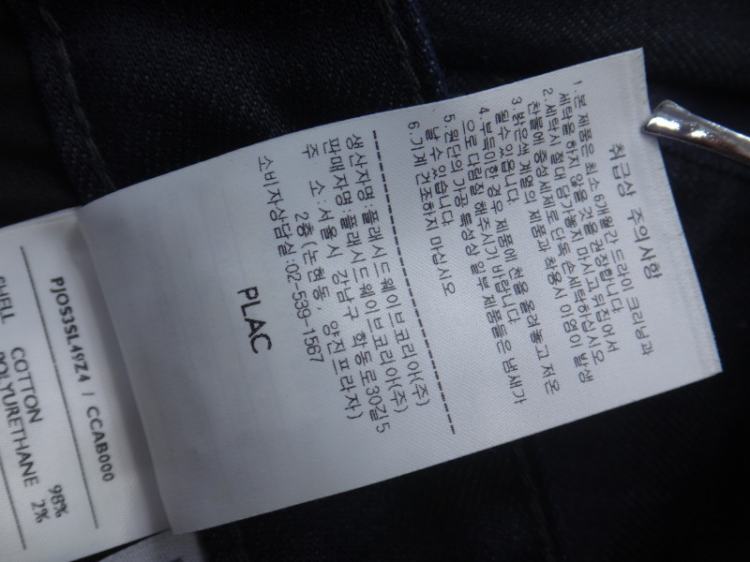 취급상 주의사항
1. 본 제품은 최소 6개월간 드라이 크리닝과
세탁을 하지 않을 것을 권장합니다
2. 세탁시 절대 담가놓지 마시고 뒤집어서
찬물에 중성세제로 단독 손세탁하십시오
3. 밝은색 계열의 제품과 착용시 이염이 발생
될수 있읍니다
4. 부득이한 경우 제품에 천을 올려놓고 저온
으로 다림질 해주시기 바랍니다
5. 원단의 가공 특성상 일부 제품들은 냄새가
날 수 있습니다
6. 기계 건조하지 마십시오
생산자명:플래시드웨이브코리아(주)
판매자명:플래시드웨이브코리아(주)
주 소:서울시 강남구 학동로30길5
2층(논현동, 양진프라자)
소비자상담실:02-539-1567
PLAC
PJOS3SL49Z4 / CCAB000
SHELL COTTON 98%
POLYURETHANE 2%